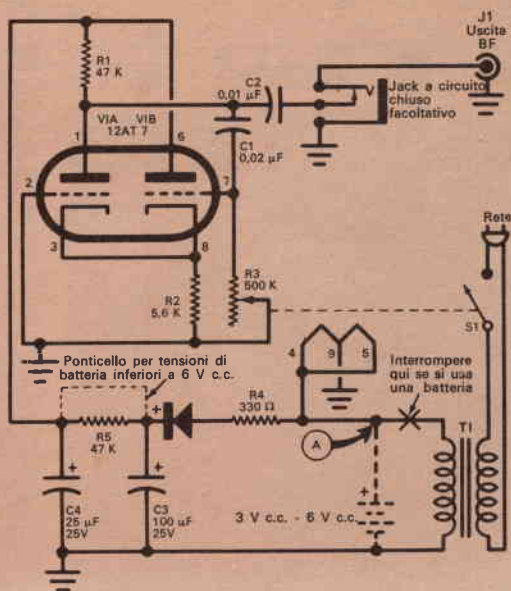 J1
Uscita
BF
R1
47 K
C2
0,01 µF
Jack a circuito
chiuso
facoltativo
V1A V1B
12AT 7
1
6
C1
0,02 µF
2
7
3
8
Rete
R3
500 K
R2
5,6 K
S1
Ponticello per tensioni di
batteria inferiori a 6 V c.c.
4
9
5
Interrompere
qui se si usa
una batteria
+
R4
330 Ω
R5
47 K
A
T1
+
+
+
C4
25 µF
25V
C3
100 µF
25V
3 V c.c. - 6 V c.c.